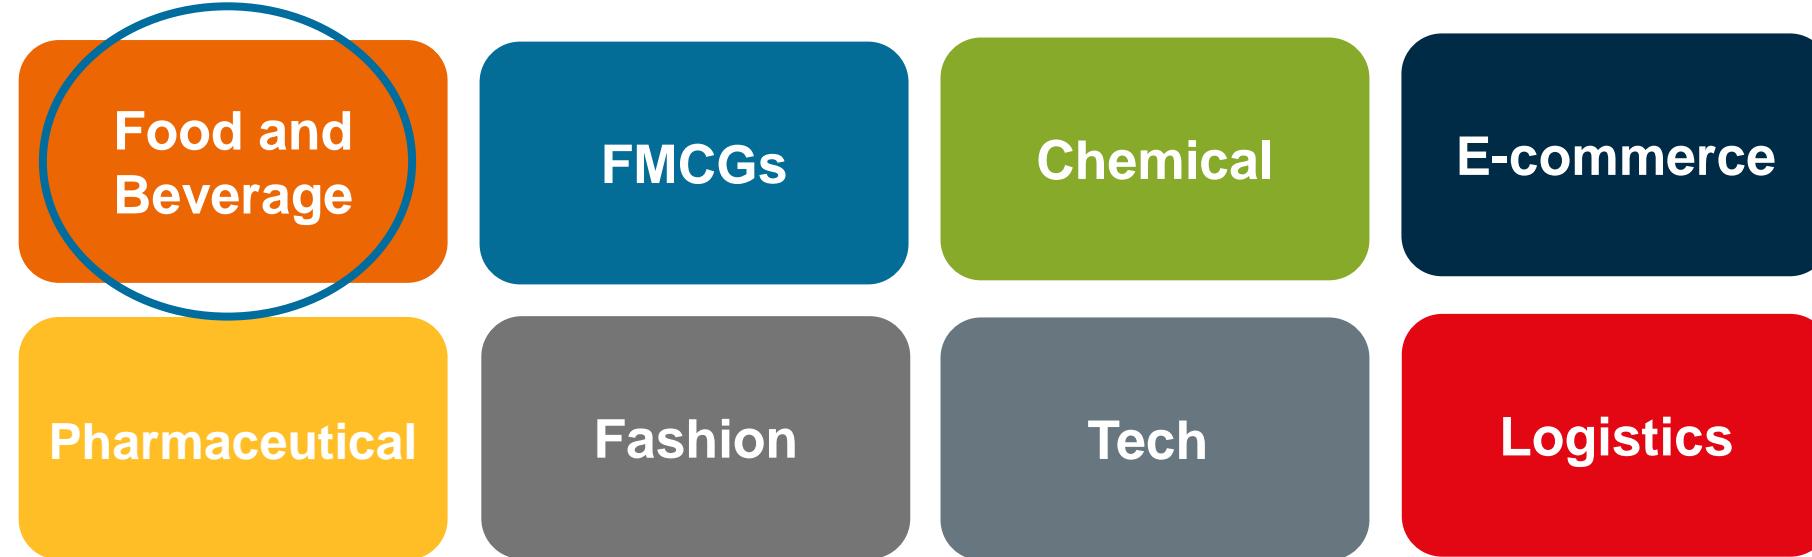 Food and
Beverage
FMCGs
Chemical
E-commerce
Pharmaceutical
Fashion
Tech
Logistics